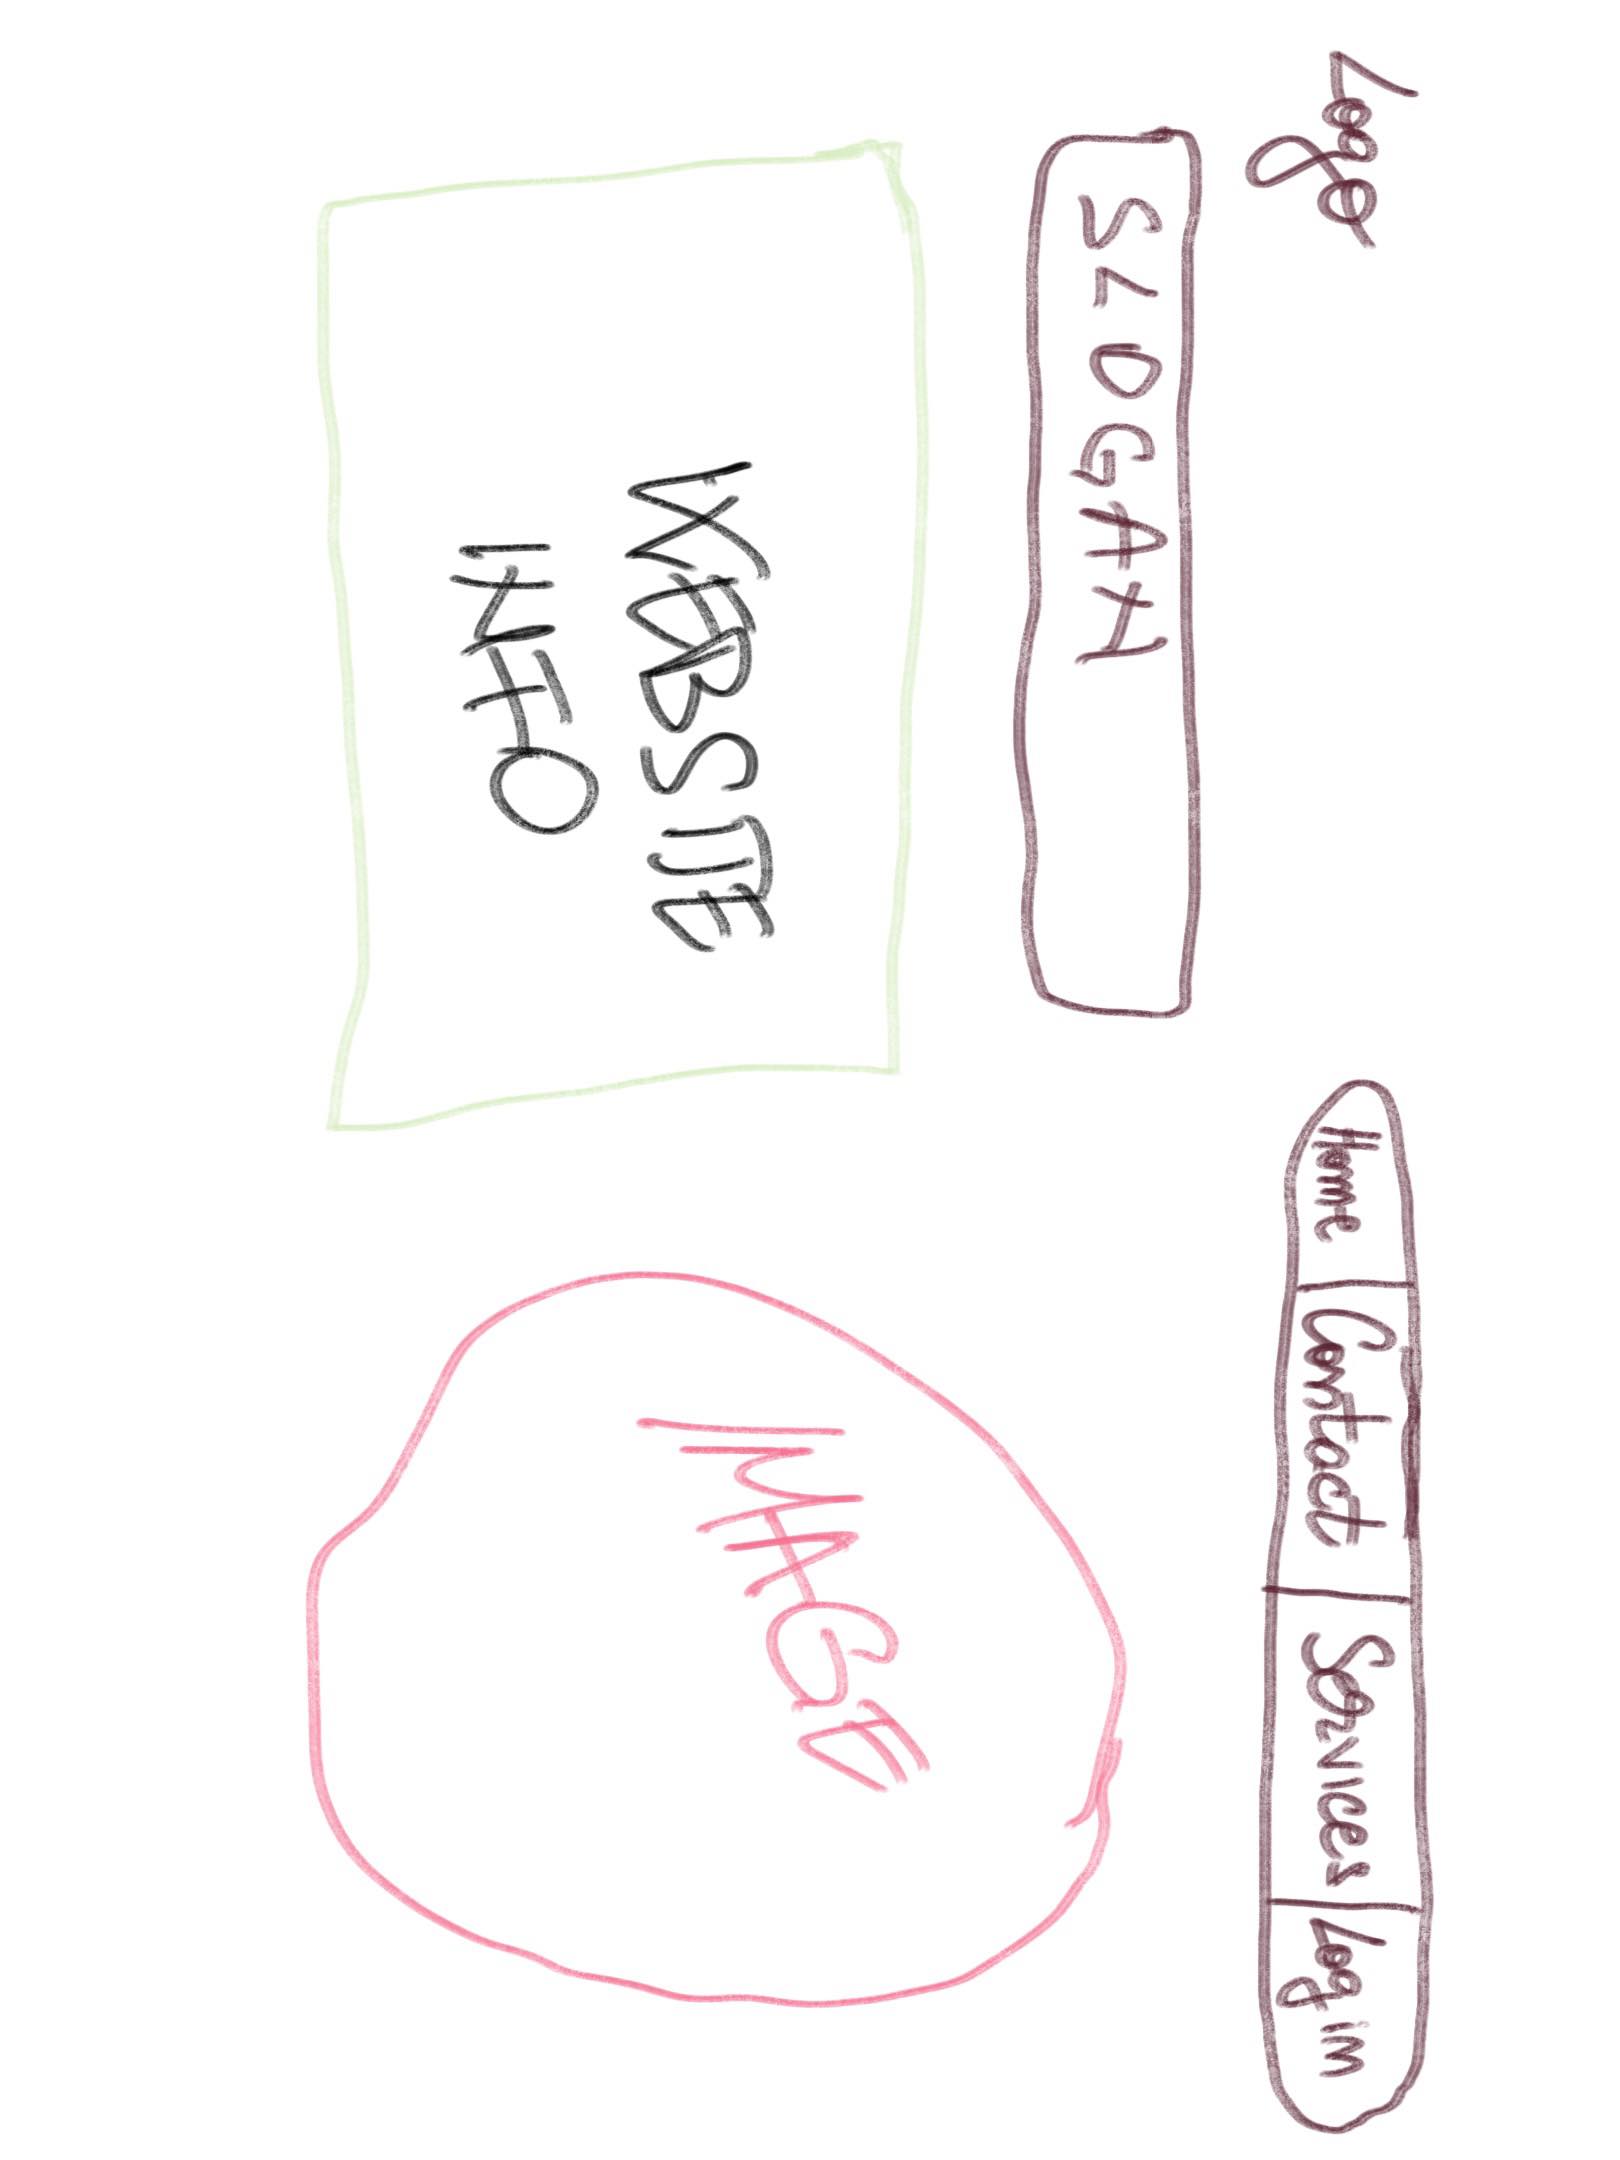 Logo
Home Contact Services Log in
SLOGAN
IMAGE
WEBSITE
INFO